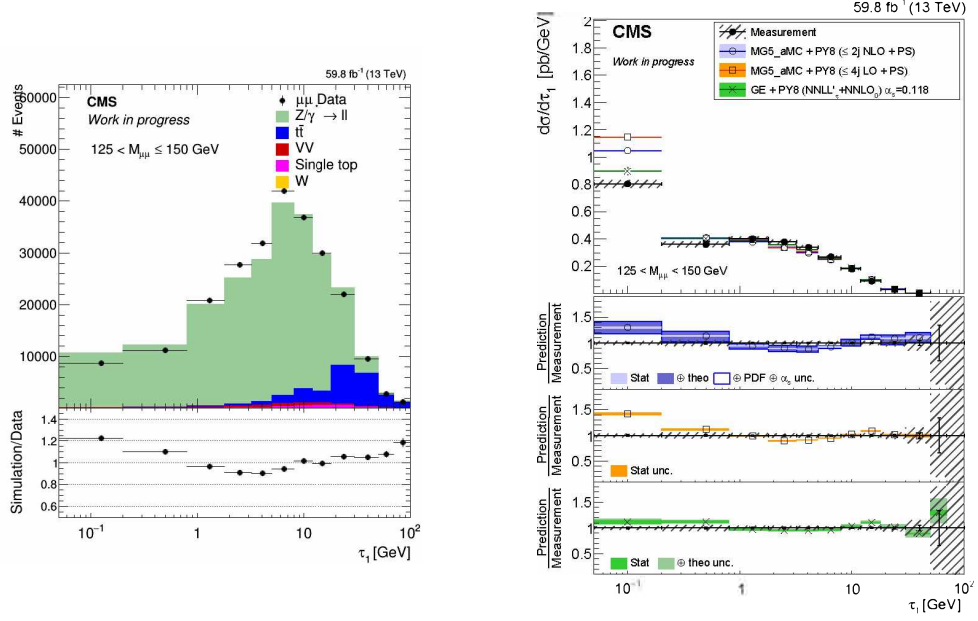 59.8 fb⁻¹ (13 TeV)
# Events
60000
50000
40000
30000
20000
10000
CMS
Work in progress
125 < Mμμ ≤ 150 GeV
μμ Data
Z/γ* → ll
tt̄
VV
Single top
W
Simulation/Data
1.4
1.2
1
0.8
0.6
10⁻¹
1
10
10²
τ₁ [GeV]
59.8 fb⁻¹ (13 TeV)
dσ/dτ₁ [pb/GeV]
2
1.8
1.6
1.4
1.2
1
0.8
0.6
0.4
0.2
CMS
Work in progress
Measurement
MG5_aMC + PY8 (≤ 2j NLO + PS)
MG5_aMC + PY8 (≤ 4j LO + PS)
GE + PY8 (NNLL'τ+NNLO₀) αs=0.118
125 < Mμμ < 150 GeV
Prediction
Measurement
1.5
1
0.5
Stat
⊕ theo
⊕ PDF ⊕ αs unc.
Prediction
Measurement
1.5
1
0.5
Stat unc.
Prediction
Measurement
1.5
1
0.5
Stat
⊕ theo unc.
10⁻¹
1
10
10²
τ₁ [GeV]